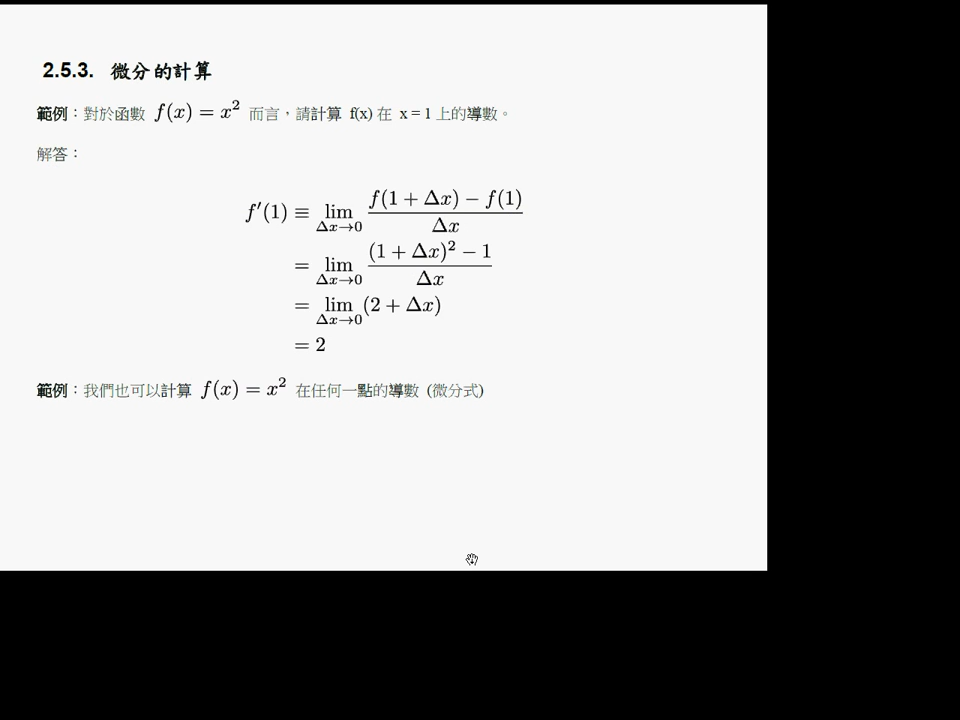 2.5.3. 微分的計算
範例：對於函數 f(x) = x² 而言，請計算 f(x) 在 x = 1 上的導數。
解答：
f′(1) ≡ lim_{Δx→0} (f(1 + Δx) − f(1)) / Δx
= lim_{Δx→0} ((1 + Δx)² − 1) / Δx
= lim_{Δx→0} (2 + Δx)
= 2
範例：我們也可以計算 f(x) = x² 在任何一點的導數 (微分式)